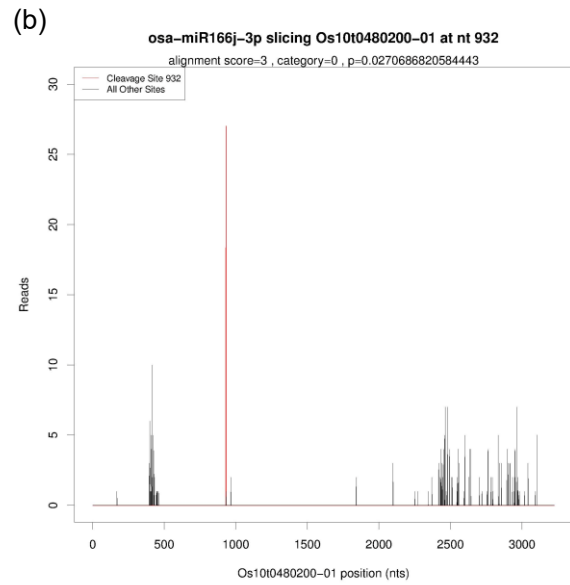 (b)
osa−miR166j−3p slicing Os10t0480200−01 at nt 932
alignment score=3 , category=0 , p=0.0270686820584443
Cleavage Site 932
All Other Sites
30
25
20
15
10
5
0
Reads
0 500 1000 1500 2000 2500 3000
Os10t0480200−01 position (nts)